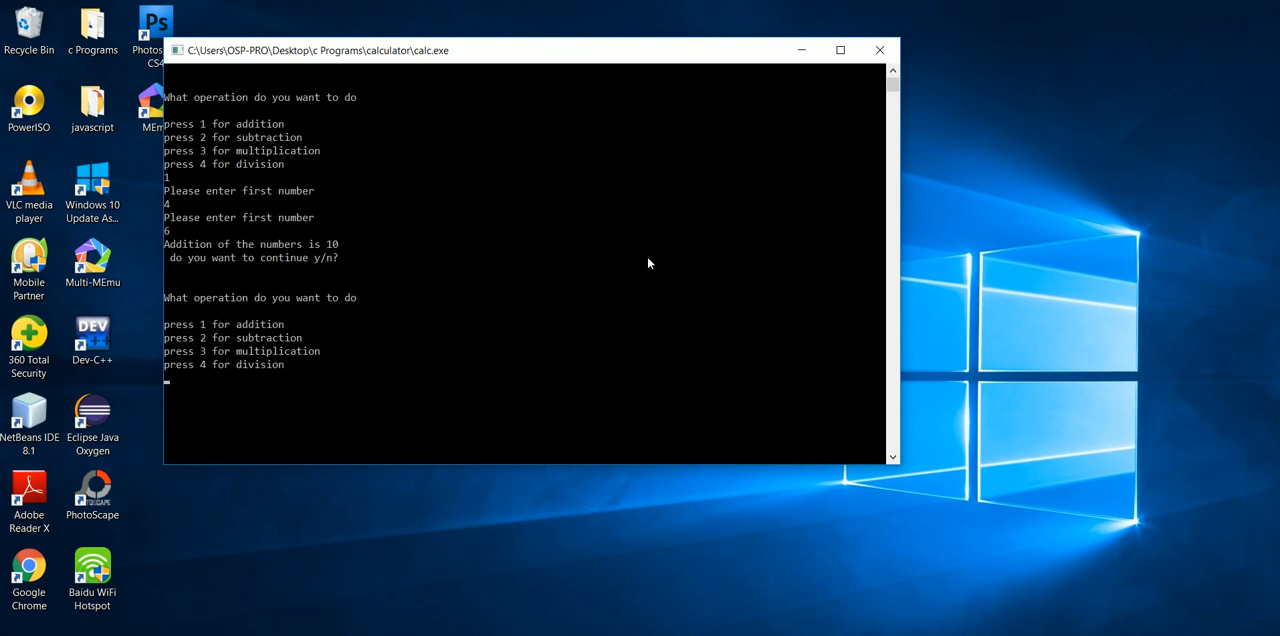 Recycle Bin
c Programs
Photos
CS4
PowerISO
javascript
MEm
VLC media
player
Windows 10
Update As...
Mobile
Partner
Multi-MEmu
360 Total
Security
DEV
Dev-C++
NetBeans IDE
8.1
Eclipse Java
Oxygen
Adobe
Reader X
PhotoScape
Google
Chrome
Baidu WiFi
Hotspot
Ps
C:\Users\OSP-PRO\Desktop\c Programs\calculator\calc.exe
What operation do you want to do
press 1 for addition
press 2 for subtraction
press 3 for multiplication
press 4 for division
1
Please enter first number
4
Please enter first number
6
Addition of the numbers is 10
do you want to continue y/n?
What operation do you want to do
press 1 for addition
press 2 for subtraction
press 3 for multiplication
press 4 for division